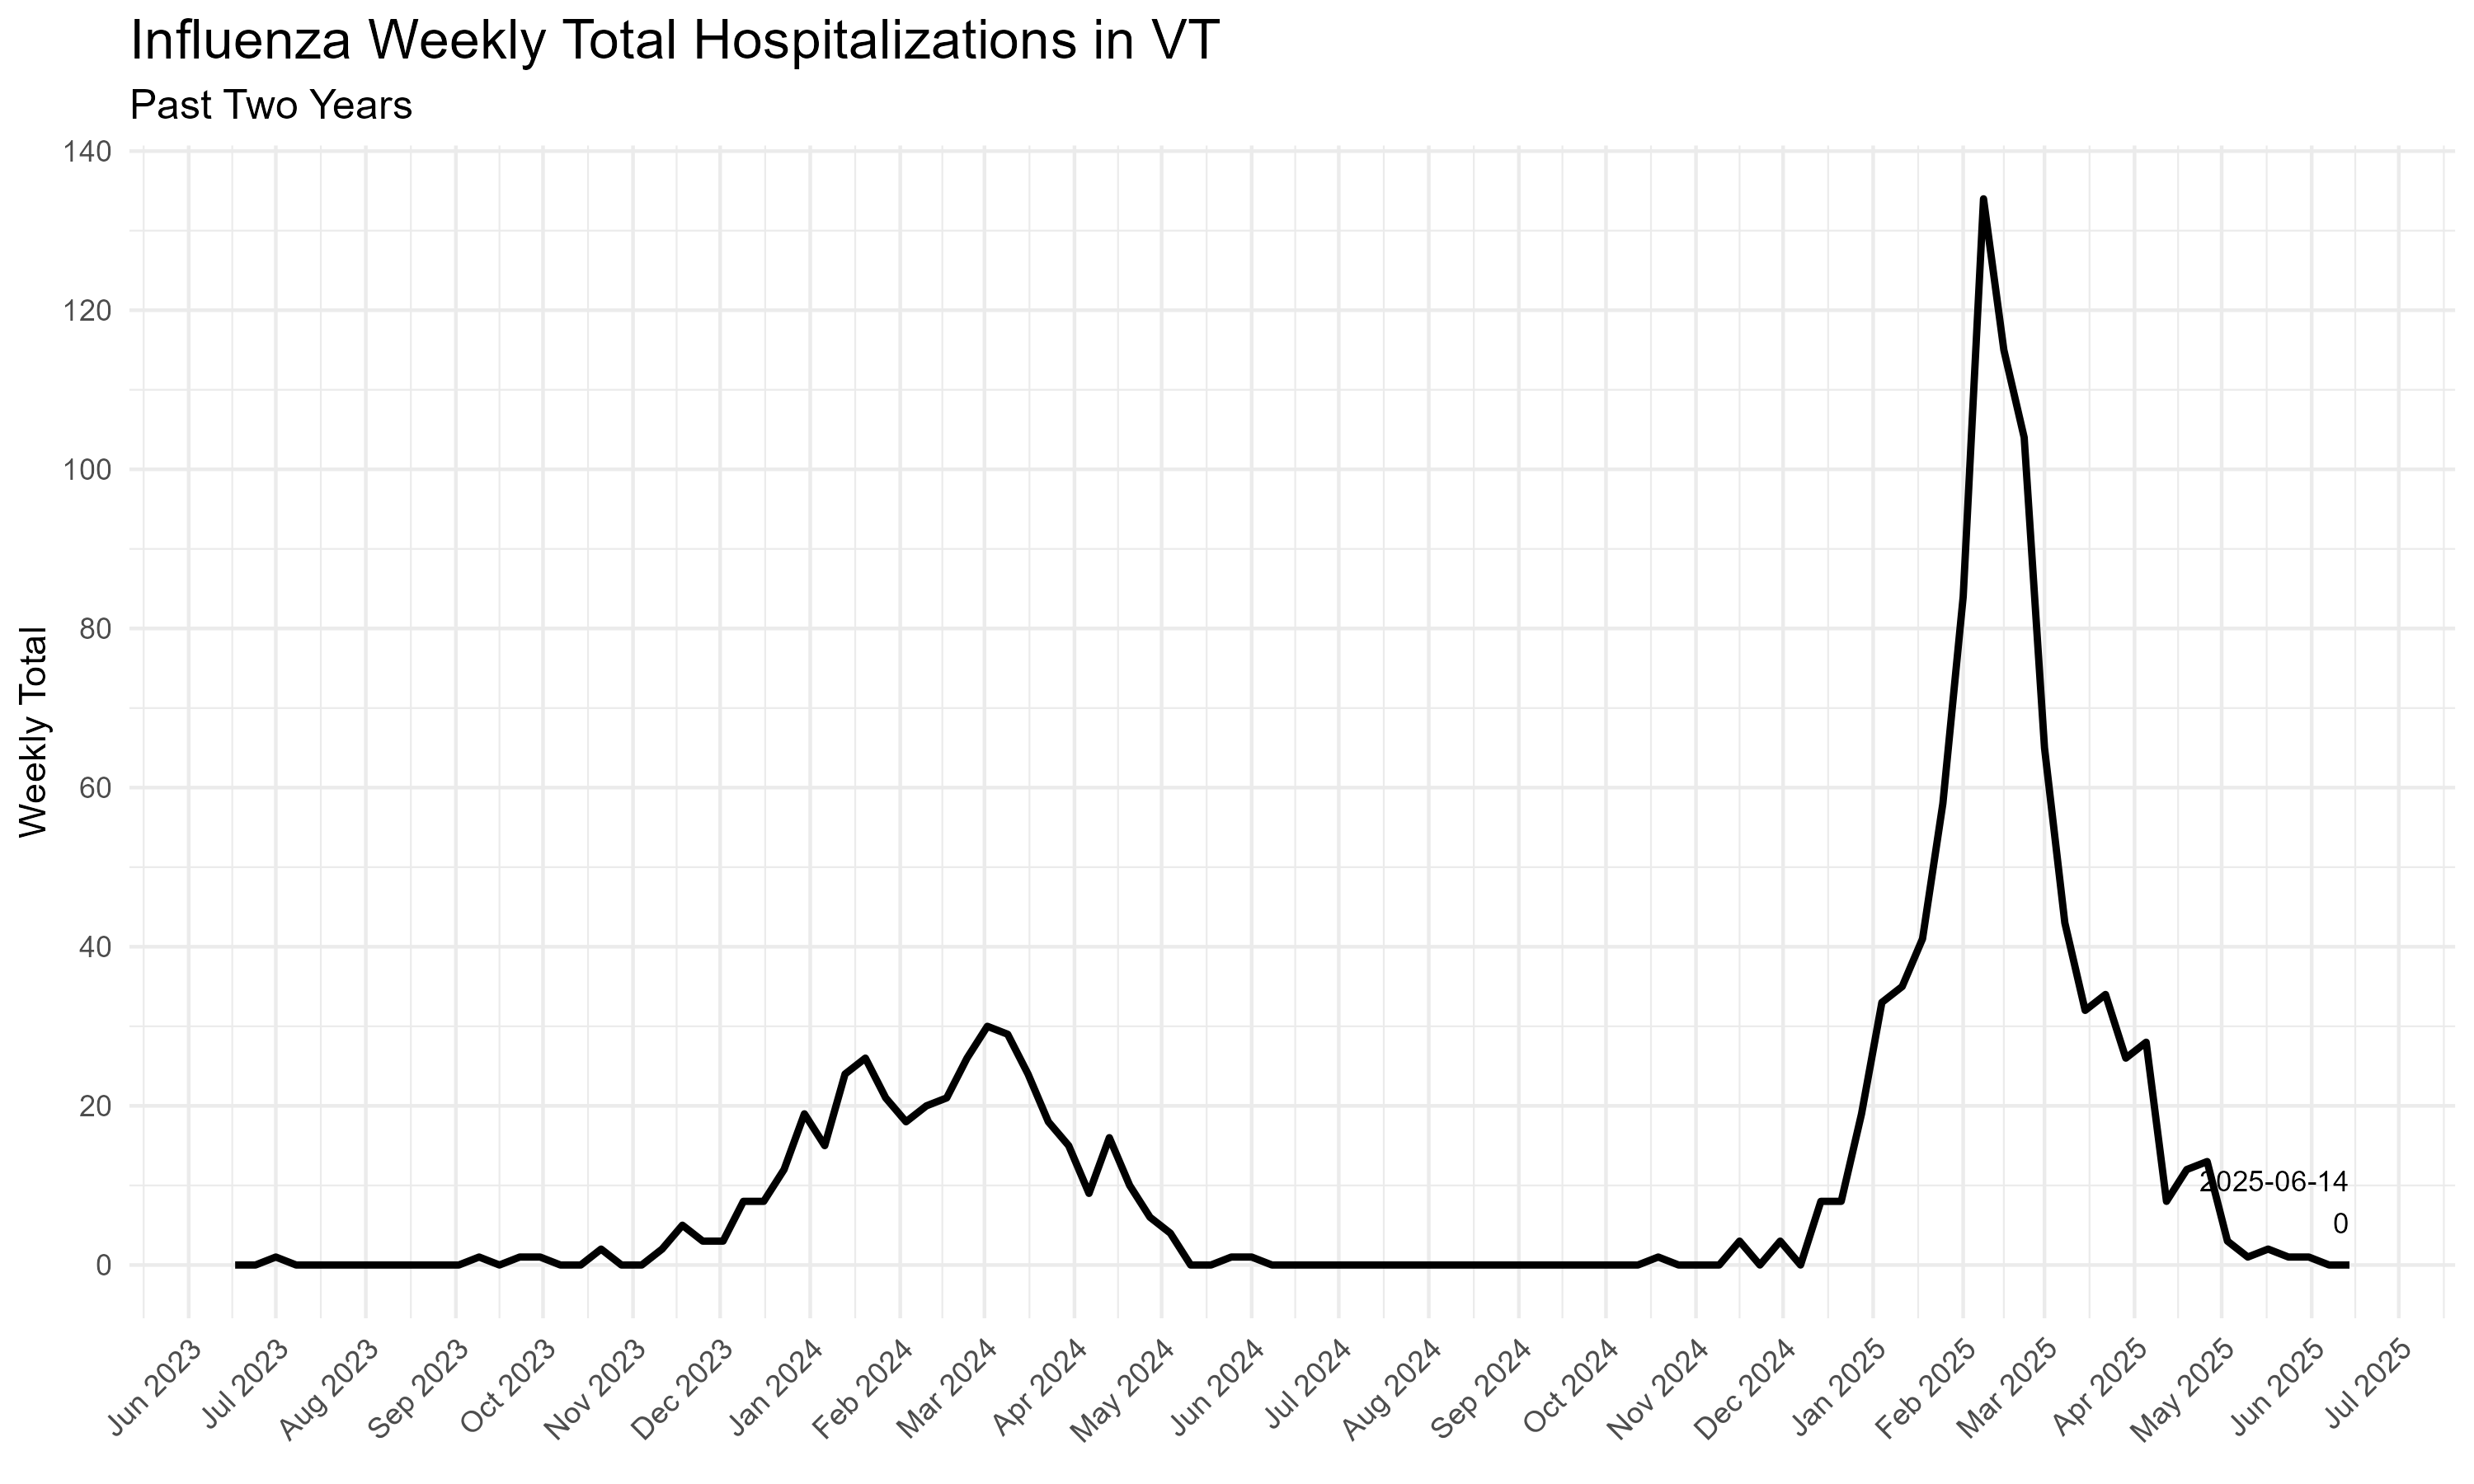 Influenza Weekly Total Hospitalizations in VT
Past Two Years
140
120
100
80
60
40
20
0
Weekly Total
2025-06-14
0
Jun 2023
Jul 2023
Aug 2023
Sep 2023
Oct 2023
Nov 2023
Dec 2023
Jan 2024
Feb 2024
Mar 2024
Apr 2024
May 2024
Jun 2024
Jul 2024
Aug 2024
Sep 2024
Oct 2024
Nov 2024
Dec 2024
Jan 2025
Feb 2025
Mar 2025
Apr 2025
May 2025
Jun 2025
Jul 2025